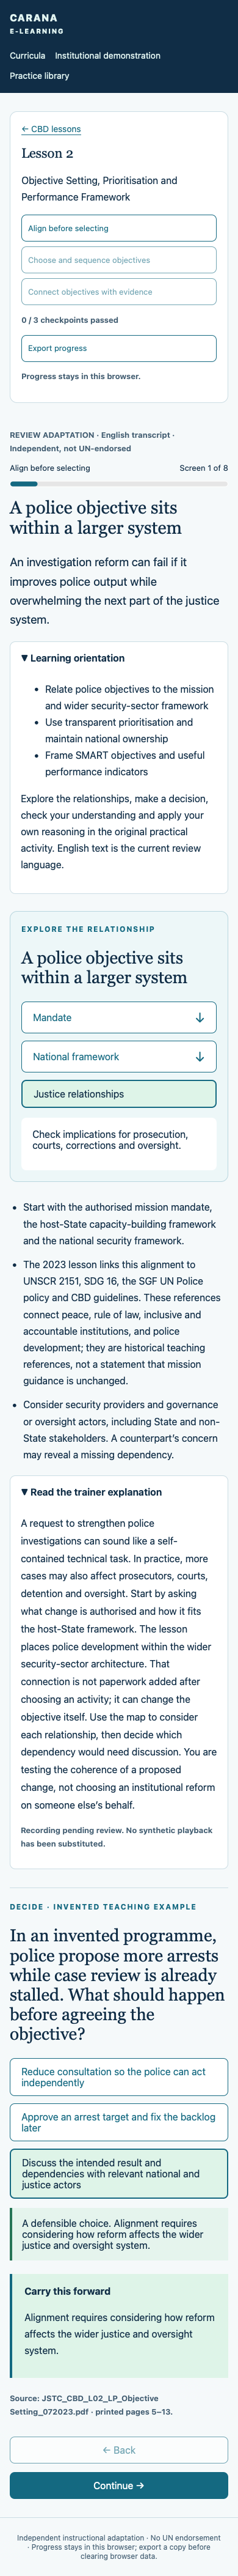 CARANA
E-LEARNING
Curricula Institutional demonstration
Practice library
← CBD lessons
Lesson 2
Objective Setting, Prioritisation and
Performance Framework
Align before selecting
Choose and sequence objectives
Connect objectives with evidence
0 / 3 checkpoints passed
Export progress
Progress stays in this browser.
REVIEW ADAPTATION · English transcript ·
Independent, not UN-endorsed
Align before selecting Screen 1 of 8
A police objective sits
within a larger system
An investigation reform can fail if it
improves police output while
overwhelming the next part of the justice
system.
▼ Learning orientation
• Relate police objectives to the mission
and wider security-sector framework
• Use transparent prioritisation and
maintain national ownership
• Frame SMART objectives and useful
performance indicators
Explore the relationships, make a decision,
check your understanding and apply your
own reasoning in the original practical
activity. English text is the current review
language.
EXPLORE THE RELATIONSHIP
A police objective sits
within a larger system
Mandate ↓
National framework ↓
Justice relationships
Check implications for prosecution,
courts, corrections and oversight.
• Start with the authorised mission mandate,
the host-State capacity-building framework
and the national security framework.
• The 2023 lesson links this alignment to
UNSCR 2151, SDG 16, the SGF UN Police
policy and CBD guidelines. These references
connect peace, rule of law, inclusive and
accountable institutions, and police
development; they are historical teaching
references, not a statement that mission
guidance is unchanged.
• Consider security providers and governance
or oversight actors, including State and non-
State stakeholders. A counterpart's concern
may reveal a missing dependency.
▼ Read the trainer explanation
A request to strengthen police
investigations can sound like a self-
contained technical task. In practice, more
cases may also affect prosecutors, courts,
detention and oversight. Start by asking
what change is authorised and how it fits
the host-State framework. The lesson
places police development within the wider
security-sector architecture. That
connection is not paperwork added after
choosing an activity; it can change the
objective itself. Use the map to consider
each relationship, then decide which
dependency would need discussion. You are
testing the coherence of a proposed
change, not choosing an institutional reform
on someone else's behalf.
Recording pending review. No synthetic playback
has been substituted.
DECIDE · INVENTED TEACHING EXAMPLE
In an invented programme,
police propose more arrests
while case review is already
stalled. What should happen
before agreeing the
objective?
Reduce consultation so the police can act
independently
Approve an arrest target and fix the backlog
later
Discuss the intended result and
dependencies with relevant national and
justice actors
A defensible choice. Alignment requires
considering how reform affects the wider
justice and oversight system.
Carry this forward
Alignment requires considering how reform
affects the wider justice and oversight
system.
Source: JSTC_CBD_L02_LP_Objective
Setting_072023.pdf · printed pages 5–13.
← Back
Continue →
Independent instructional adaptation · No UN endorsement
· Progress stays in this browser; export a copy before
clearing browser data.